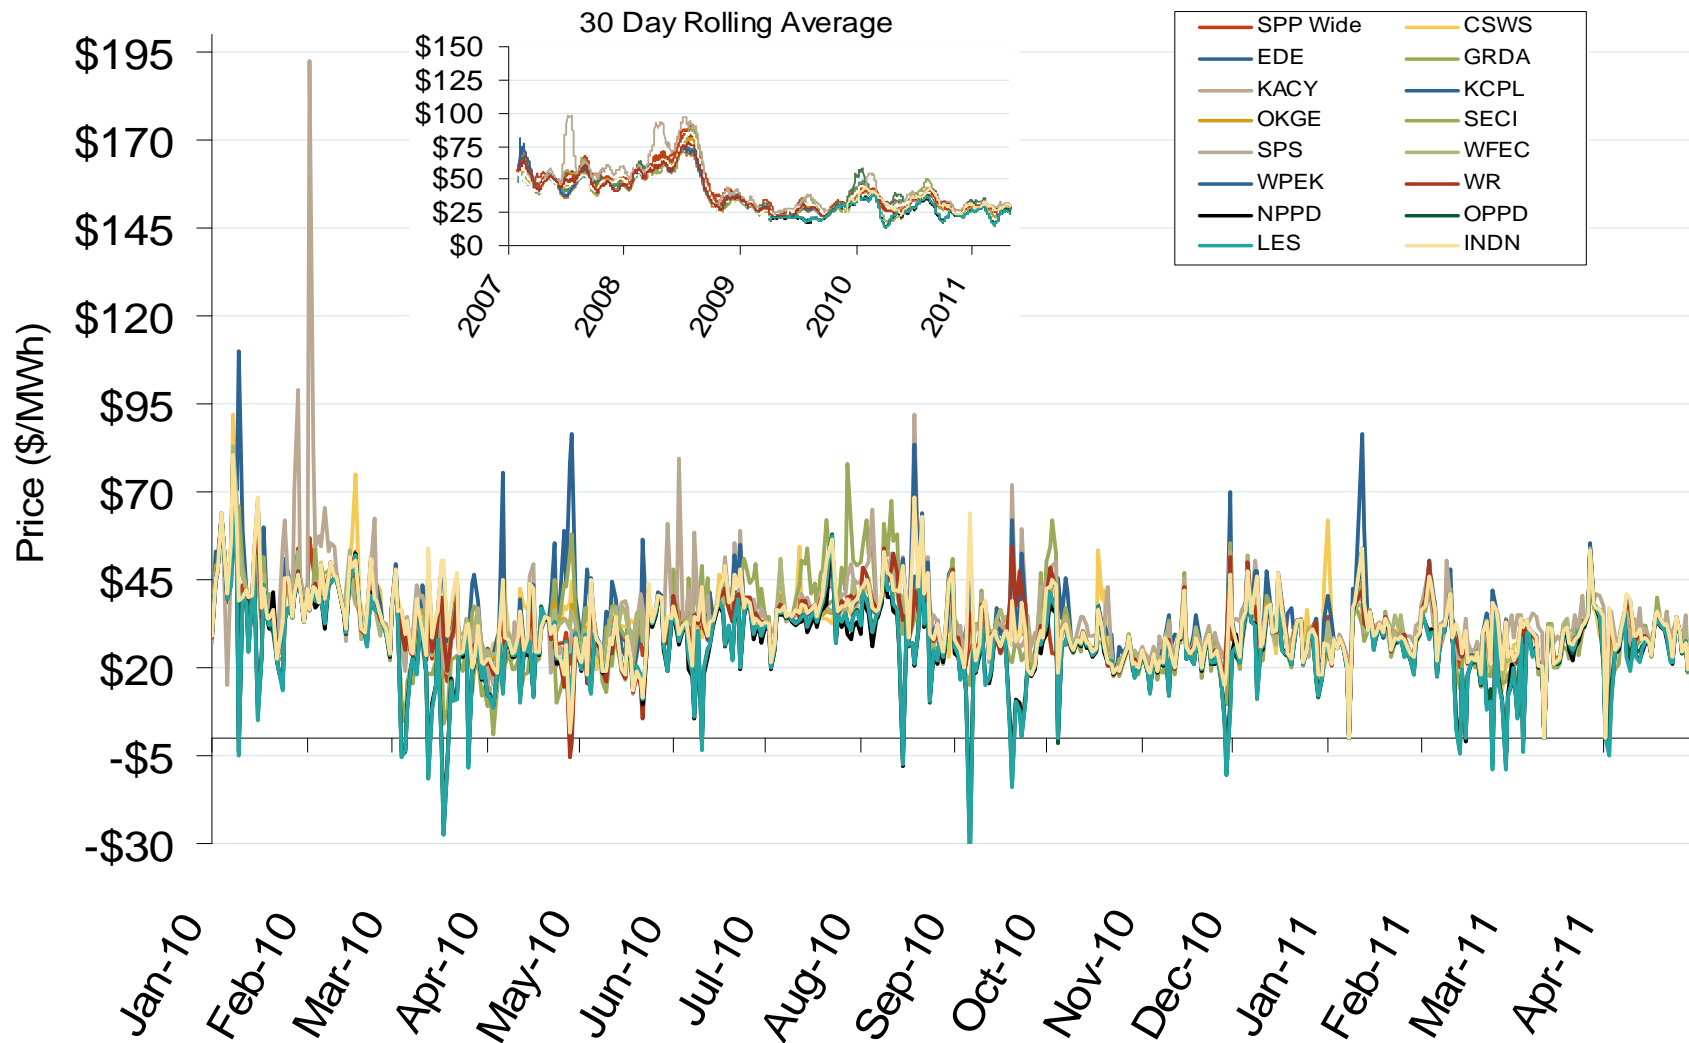 30 Day Rolling Average
$150
$125
$100
$75
$50
$25
$0
2007
2008
2009
2010
2011
SPP Wide
CSWS
EDE
GRDA
KACY
KCPL
OKGE
SECI
SPS
WFEC
WPEK
WR
NPPD
OPPD
LES
INDN
Price ($/MWh)
$195
$170
$145
$120
$95
$70
$45
$20
-$5
-$30
Jan-10
Feb-10
Mar-10
Apr-10
May-10
Jun-10
Jul-10
Aug-10
Sep-10
Oct-10
Nov-10
Dec-10
Jan-11
Feb-11
Mar-11
Apr-11